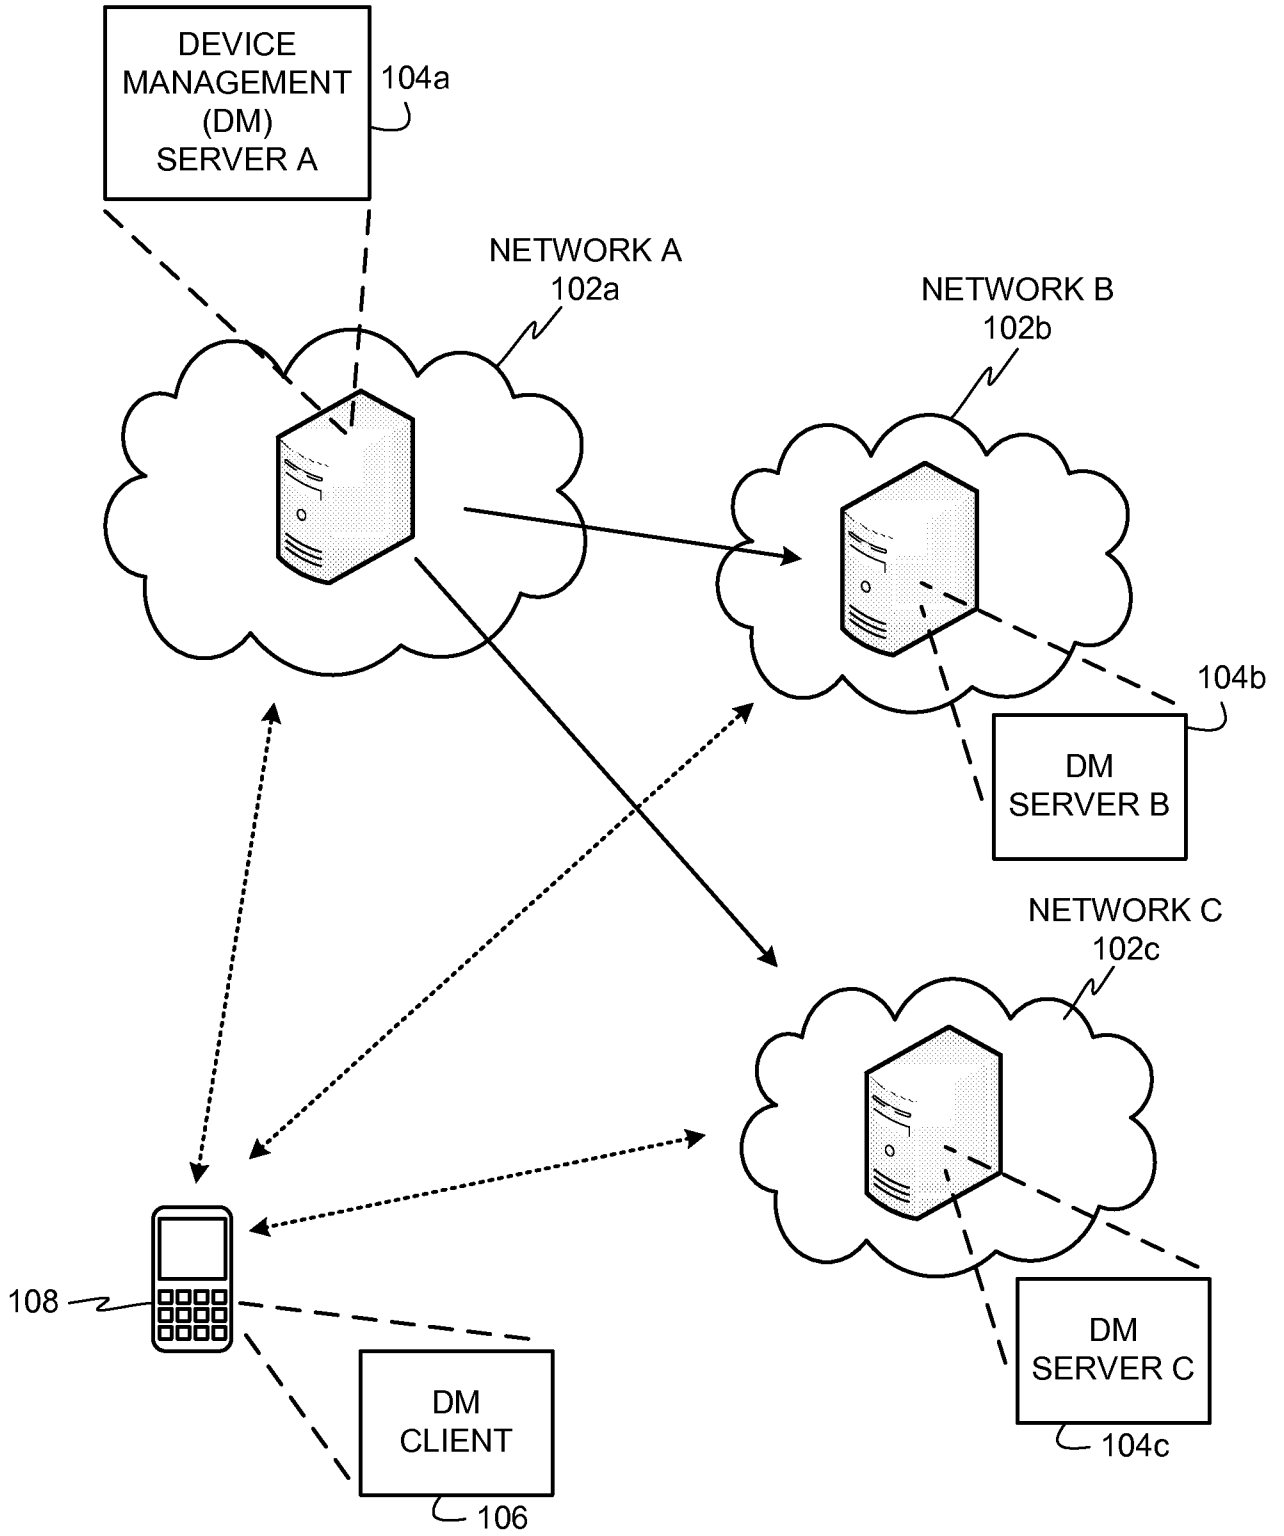 DEVICE
MANAGEMENT
(DM)
SERVER A
104a
NETWORK A
102a
NETWORK B
102b
104b
DM
SERVER B
NETWORK C
102c
108
DM
SERVER C
104c
DM
CLIENT
106